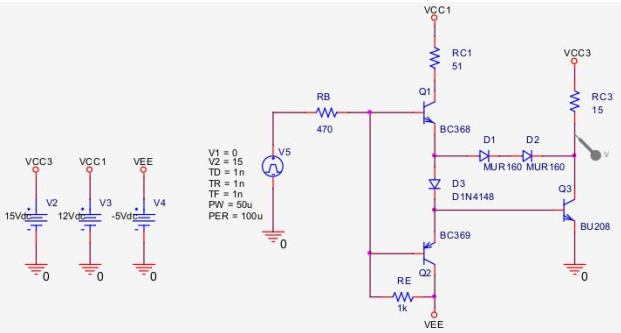 VCC1
RC1
51
VCC3
RC3
15
Q1
RB
470
BC368
V1 = 0
V2 = 15
TD = 1n
TR = 1n
TF = 1n
PW = 50u
PER = 100u
V5
D1
D2
MUR160
MUR160
V
D3
D1N4148
Q3
BU208
VCC3
VCC1
VEE
V2
V3
V4
15Vdc
12Vdc
-5Vdc
BC369
Q2
RE
1k
VEE
0
0
0
0
0